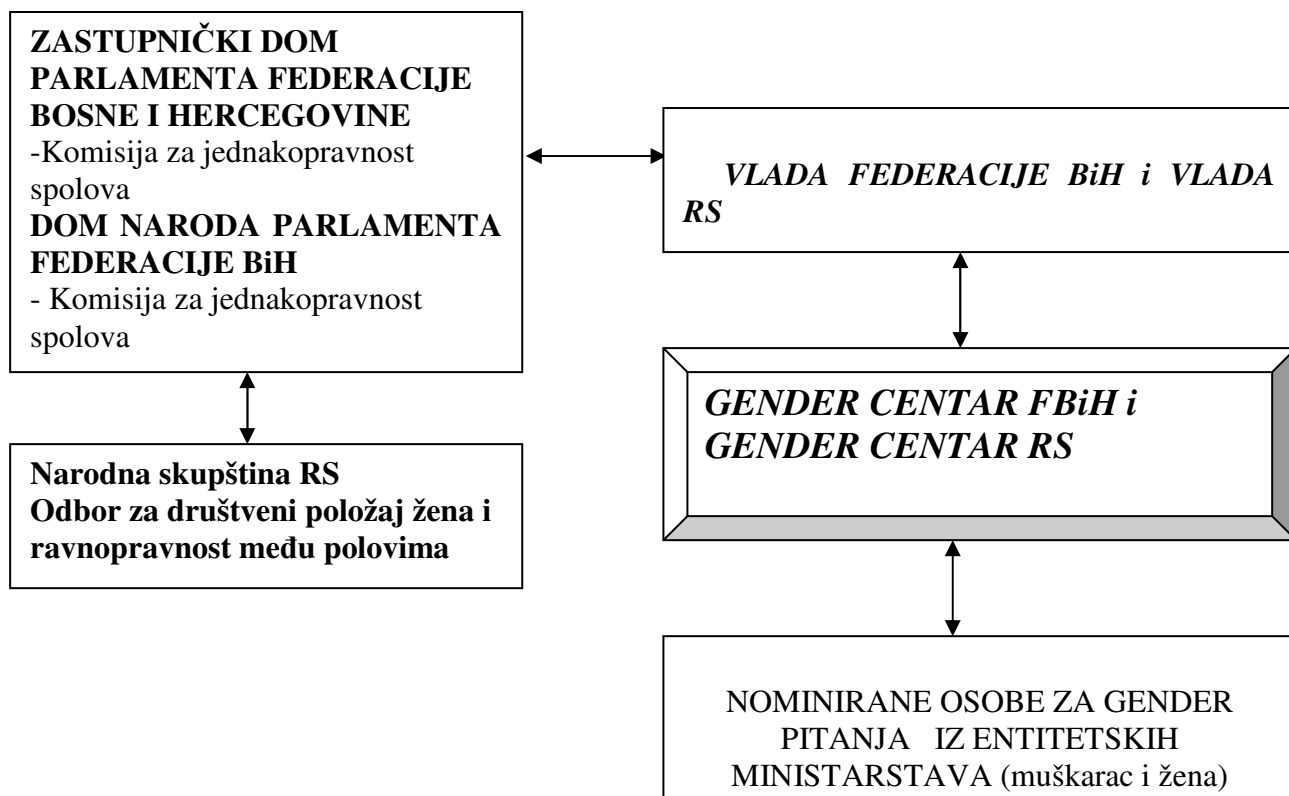 ZASTUPNIČKI DOM
PARLAMENTA FEDERACIJE
BOSNE I HERCEGOVINE
-Komisija za jednakopravnost
spolova
DOM NARODA PARLAMENTA
FEDERACIJE BiH
- Komisija za jednakopravnost
spolova
Narodna skupština RS
Odbor za društveni položaj žena i
ravnopravnost među polovima
VLADA FEDERACIJE BiH i VLADA
RS
GENDER CENTAR FBiH i
GENDER CENTAR RS
NOMINIRANE OSOBE ZA GENDER
PITANJA IZ ENTITETSKIH
MINISTARSTAVA (muškarac i žena)